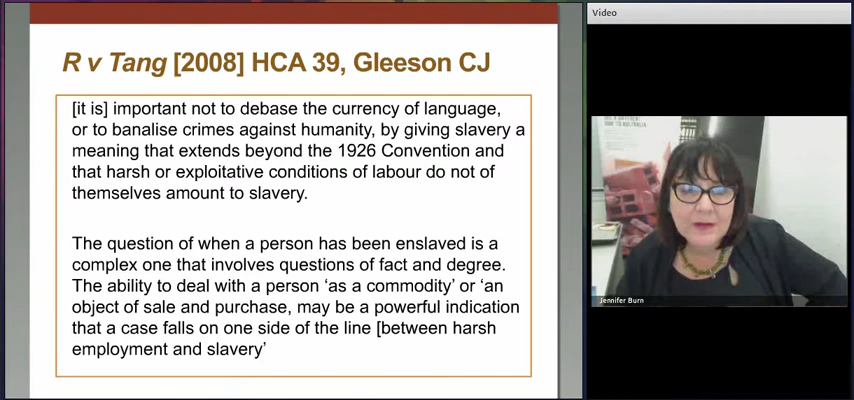 R v Tang [2008] HCA 39, Gleeson CJ
[it is] important not to debase the currency of language,
or to banalise crimes against humanity, by giving slavery a
meaning that extends beyond the 1926 Convention and
that harsh or exploitative conditions of labour do not of
themselves amount to slavery.
The question of when a person has been enslaved is a
complex one that involves questions of fact and degree.
The ability to deal with a person ‘as a commodity’ or ‘an
object of sale and purchase, may be a powerful indication
that a case falls on one side of the line [between harsh
employment and slavery’
Video
Jennifer Burn